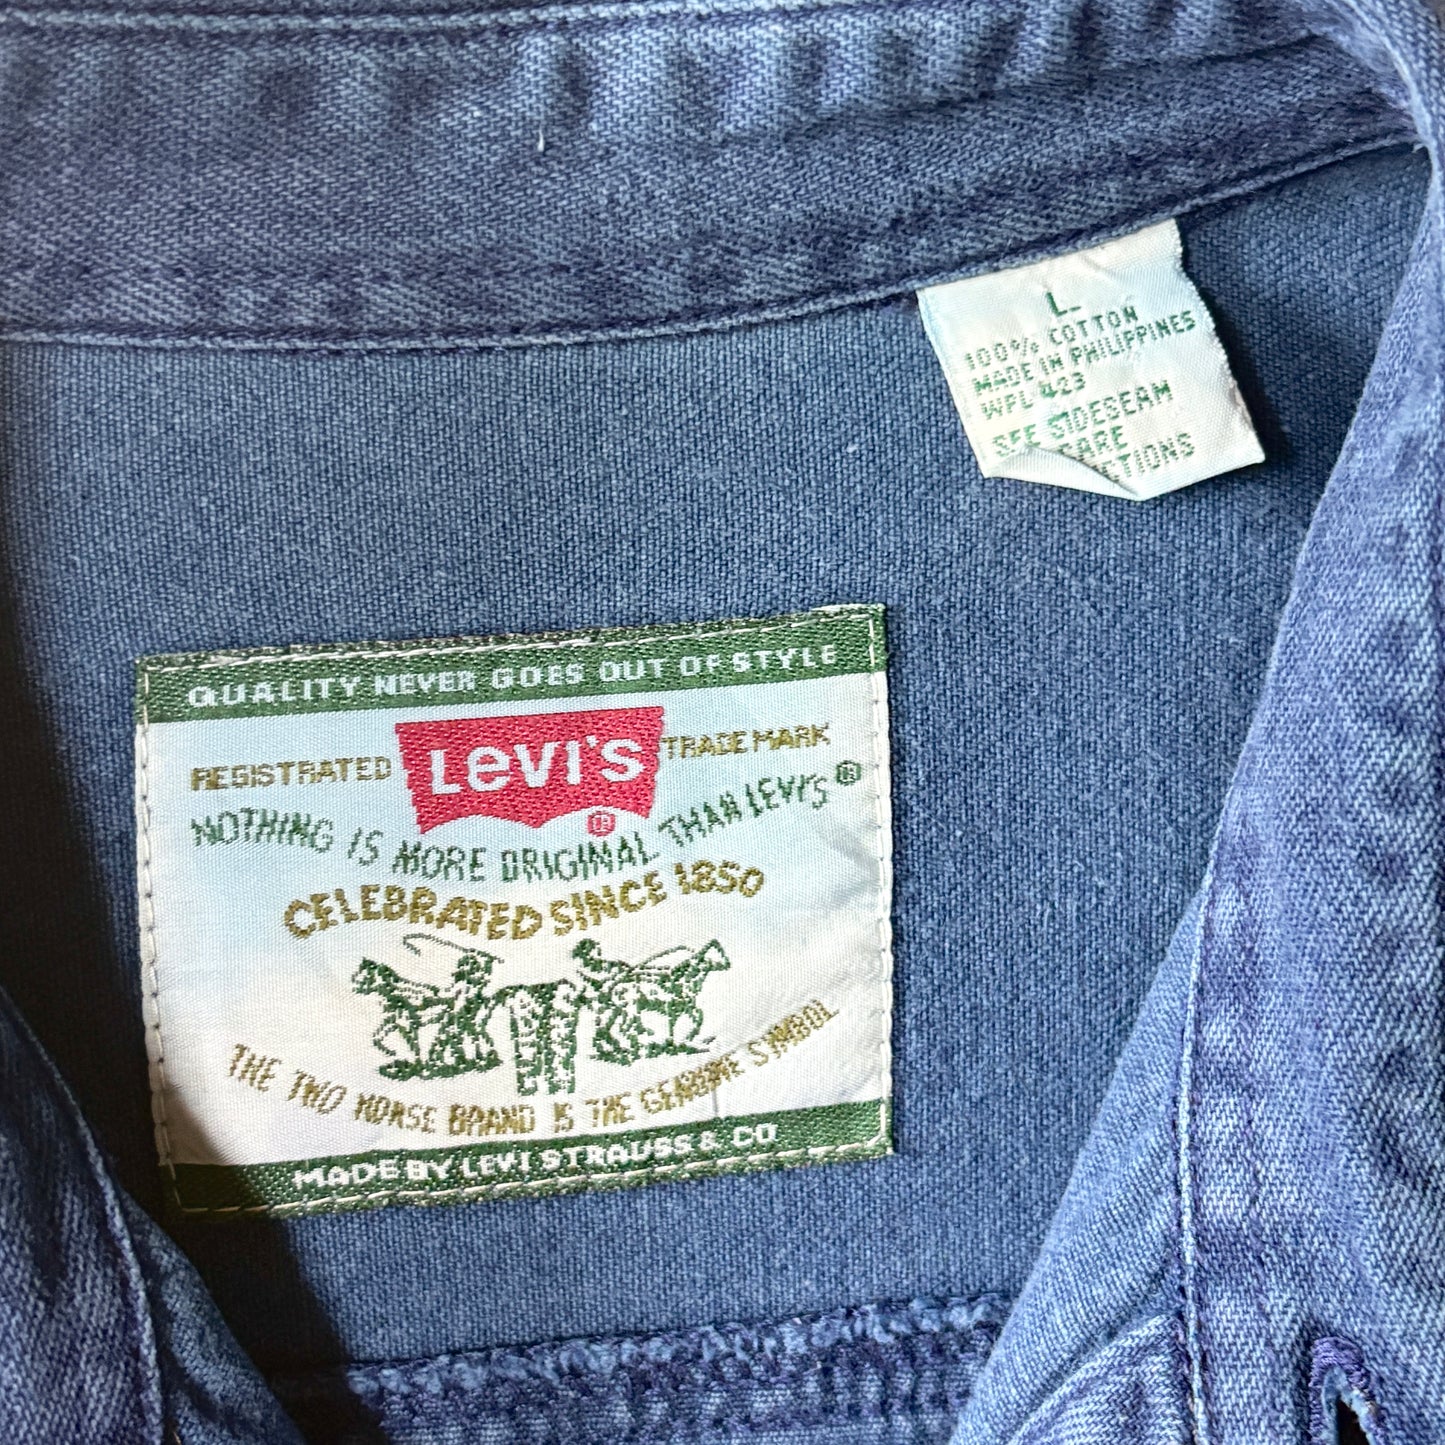 L
100% COTTON
MADE IN PHILIPPINES
WPL 423
SEE SIDESEAM
CARE
CTIONS
QUALITY NEVER GOES OUT OF STYLE
REGISTRATED LEVI'S TRADE MARK
®
NOTHING IS MORE ORIGINAL THAN LEVI'S ®
CELEBRATED SINCE 1850
THE TWO HORSE BRAND IS THE GENUINE SYMBOL
MADE BY LEVI STRAUSS & CO